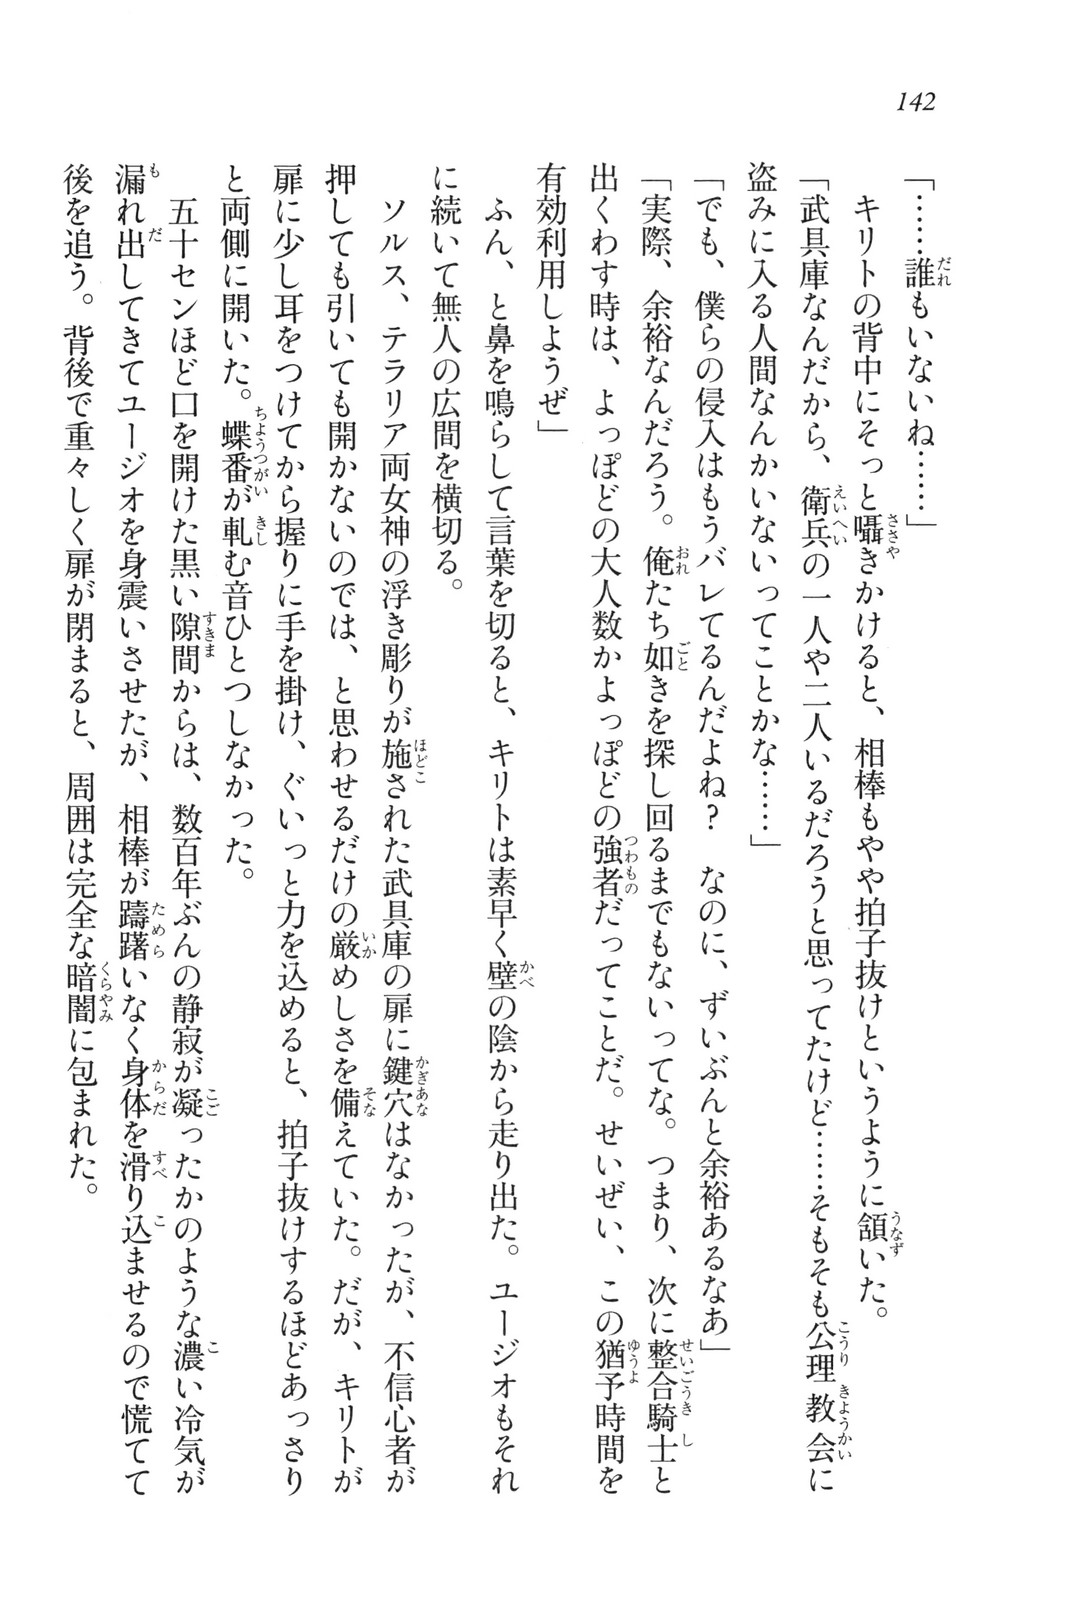 142
「……誰もいないね……」
　キリトの背中にそっと囁きかけると、相棒もやや拍子抜けというように頷いた。
「武具庫なんだから、衛兵の一人や二人いるだろうと思ってたけど……そもそも公理教会に
盗みに入る人間なんかいないってことかな……」
「でも、僕らの侵入はもうバレてるんだよね？　なのに、ずいぶんと余裕あるなあ」
「実際、余裕なんだろう。俺たち如きを探し回るまでもないってな。つまり、次に整合騎士と
出くわす時は、よっぽどの大人数かよっぽどの強者だってことだ。せいぜい、この猶予時間を
有効利用しようぜ」
　ふん、と鼻を鳴らして言葉を切ると、キリトは素早く壁の陰から走り出た。ユージオもそれ
に続いて無人の広間を横切る。
　ソルス、テラリア両女神の浮き彫りが施された武具庫の扉に鍵穴はなかったが、不信心者が
押しても引いても開かないのでは、と思わせるだけの厳めしさを備えていた。だが、キリトが
扉に少し耳をつけてから握りに手を掛け、ぐいっと力を込めると、拍子抜けするほどあっさり
と両側に開いた。蝶番が軋む音ひとつしなかった。
　五十センほど口を開けた黒い隙間からは、数百年ぶんの静寂が凝ったかのような濃い冷気が
漏れ出してきてユージオを身震いさせたが、相棒が躊躇いなく身体を滑り込ませるので慌てて
後を追う。背後で重々しく扉が閉まると、周囲は完全な暗闇に包まれた。